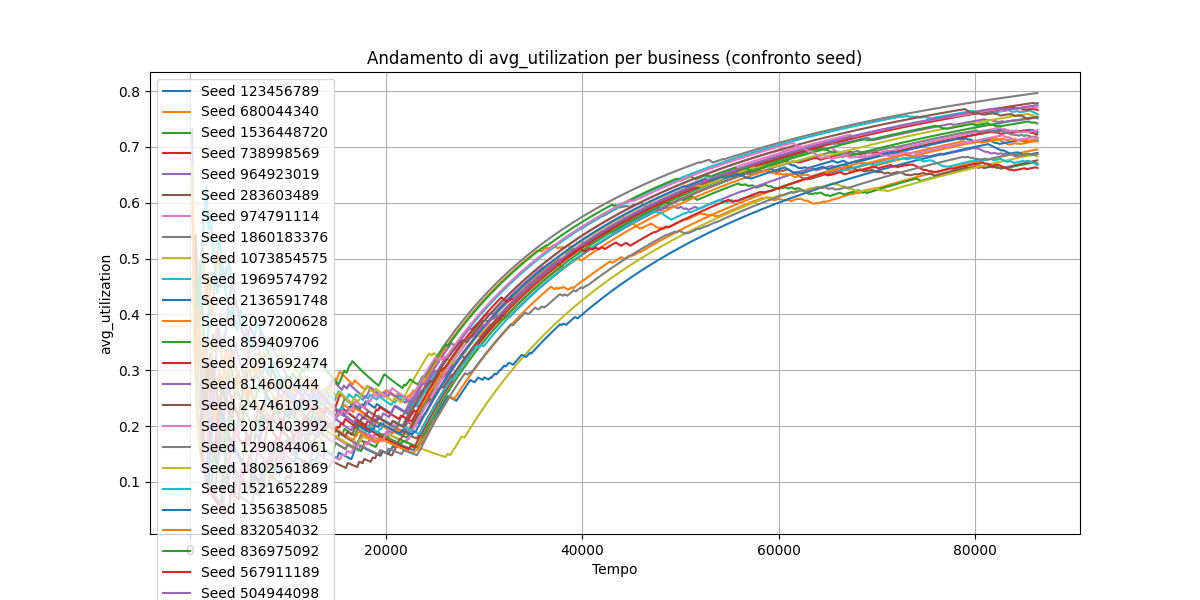 Andamento di avg_utilization per business (confronto seed)
avg_utilization
0.8
0.7
0.6
0.5
0.4
0.3
0.2
0.1
Seed 123456789
Seed 680044340
Seed 1536448720
Seed 738998569
Seed 964923019
Seed 283603489
Seed 974791114
Seed 1860183376
Seed 1073854575
Seed 1969574792
Seed 2136591748
Seed 2097200628
Seed 859409706
Seed 2091692474
Seed 814600444
Seed 247461093
Seed 2031403992
Seed 1290844061
Seed 1802561869
Seed 1521652289
Seed 1356385085
Seed 832054032
Seed 836975092
Seed 567911189
Seed 504944098
0 20000 40000 60000 80000
Tempo